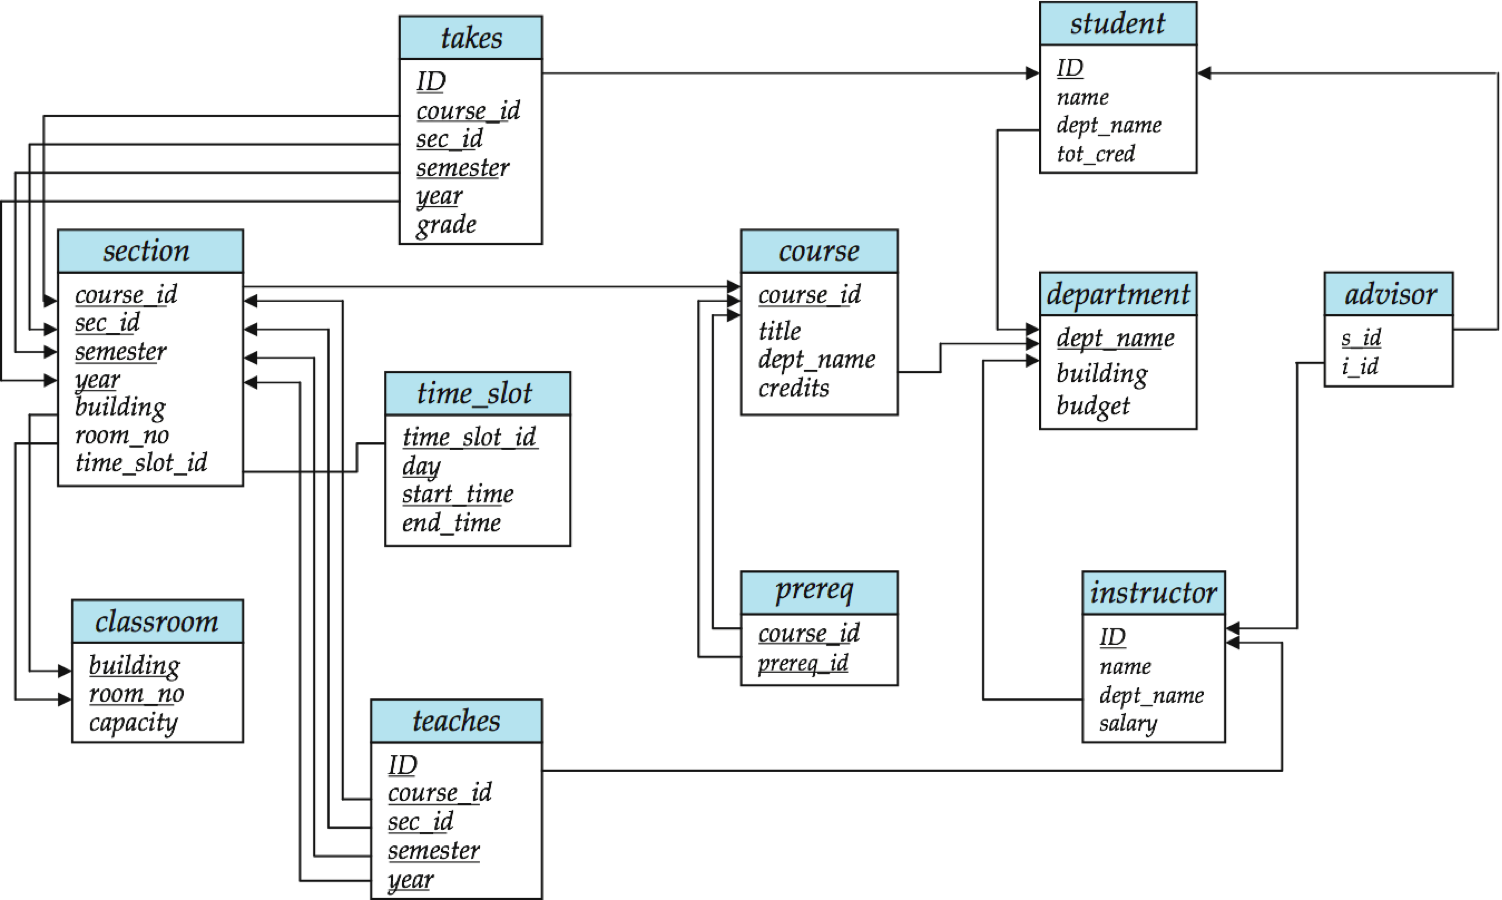 takes
ID
course_id
sec_id
semester
year
grade
student
ID
name
dept_name
tot_cred
section
course_id
sec_id
semester
year
building
room_no
time_slot_id
course
course_id
title
dept_name
credits
department
dept_name
building
budget
advisor
s_id
i_id
time_slot
time_slot_id
day
start_time
end_time
prereq
course_id
prereq_id
instructor
ID
name
dept_name
salary
classroom
building
room_no
capacity
teaches
ID
course_id
sec_id
semester
year